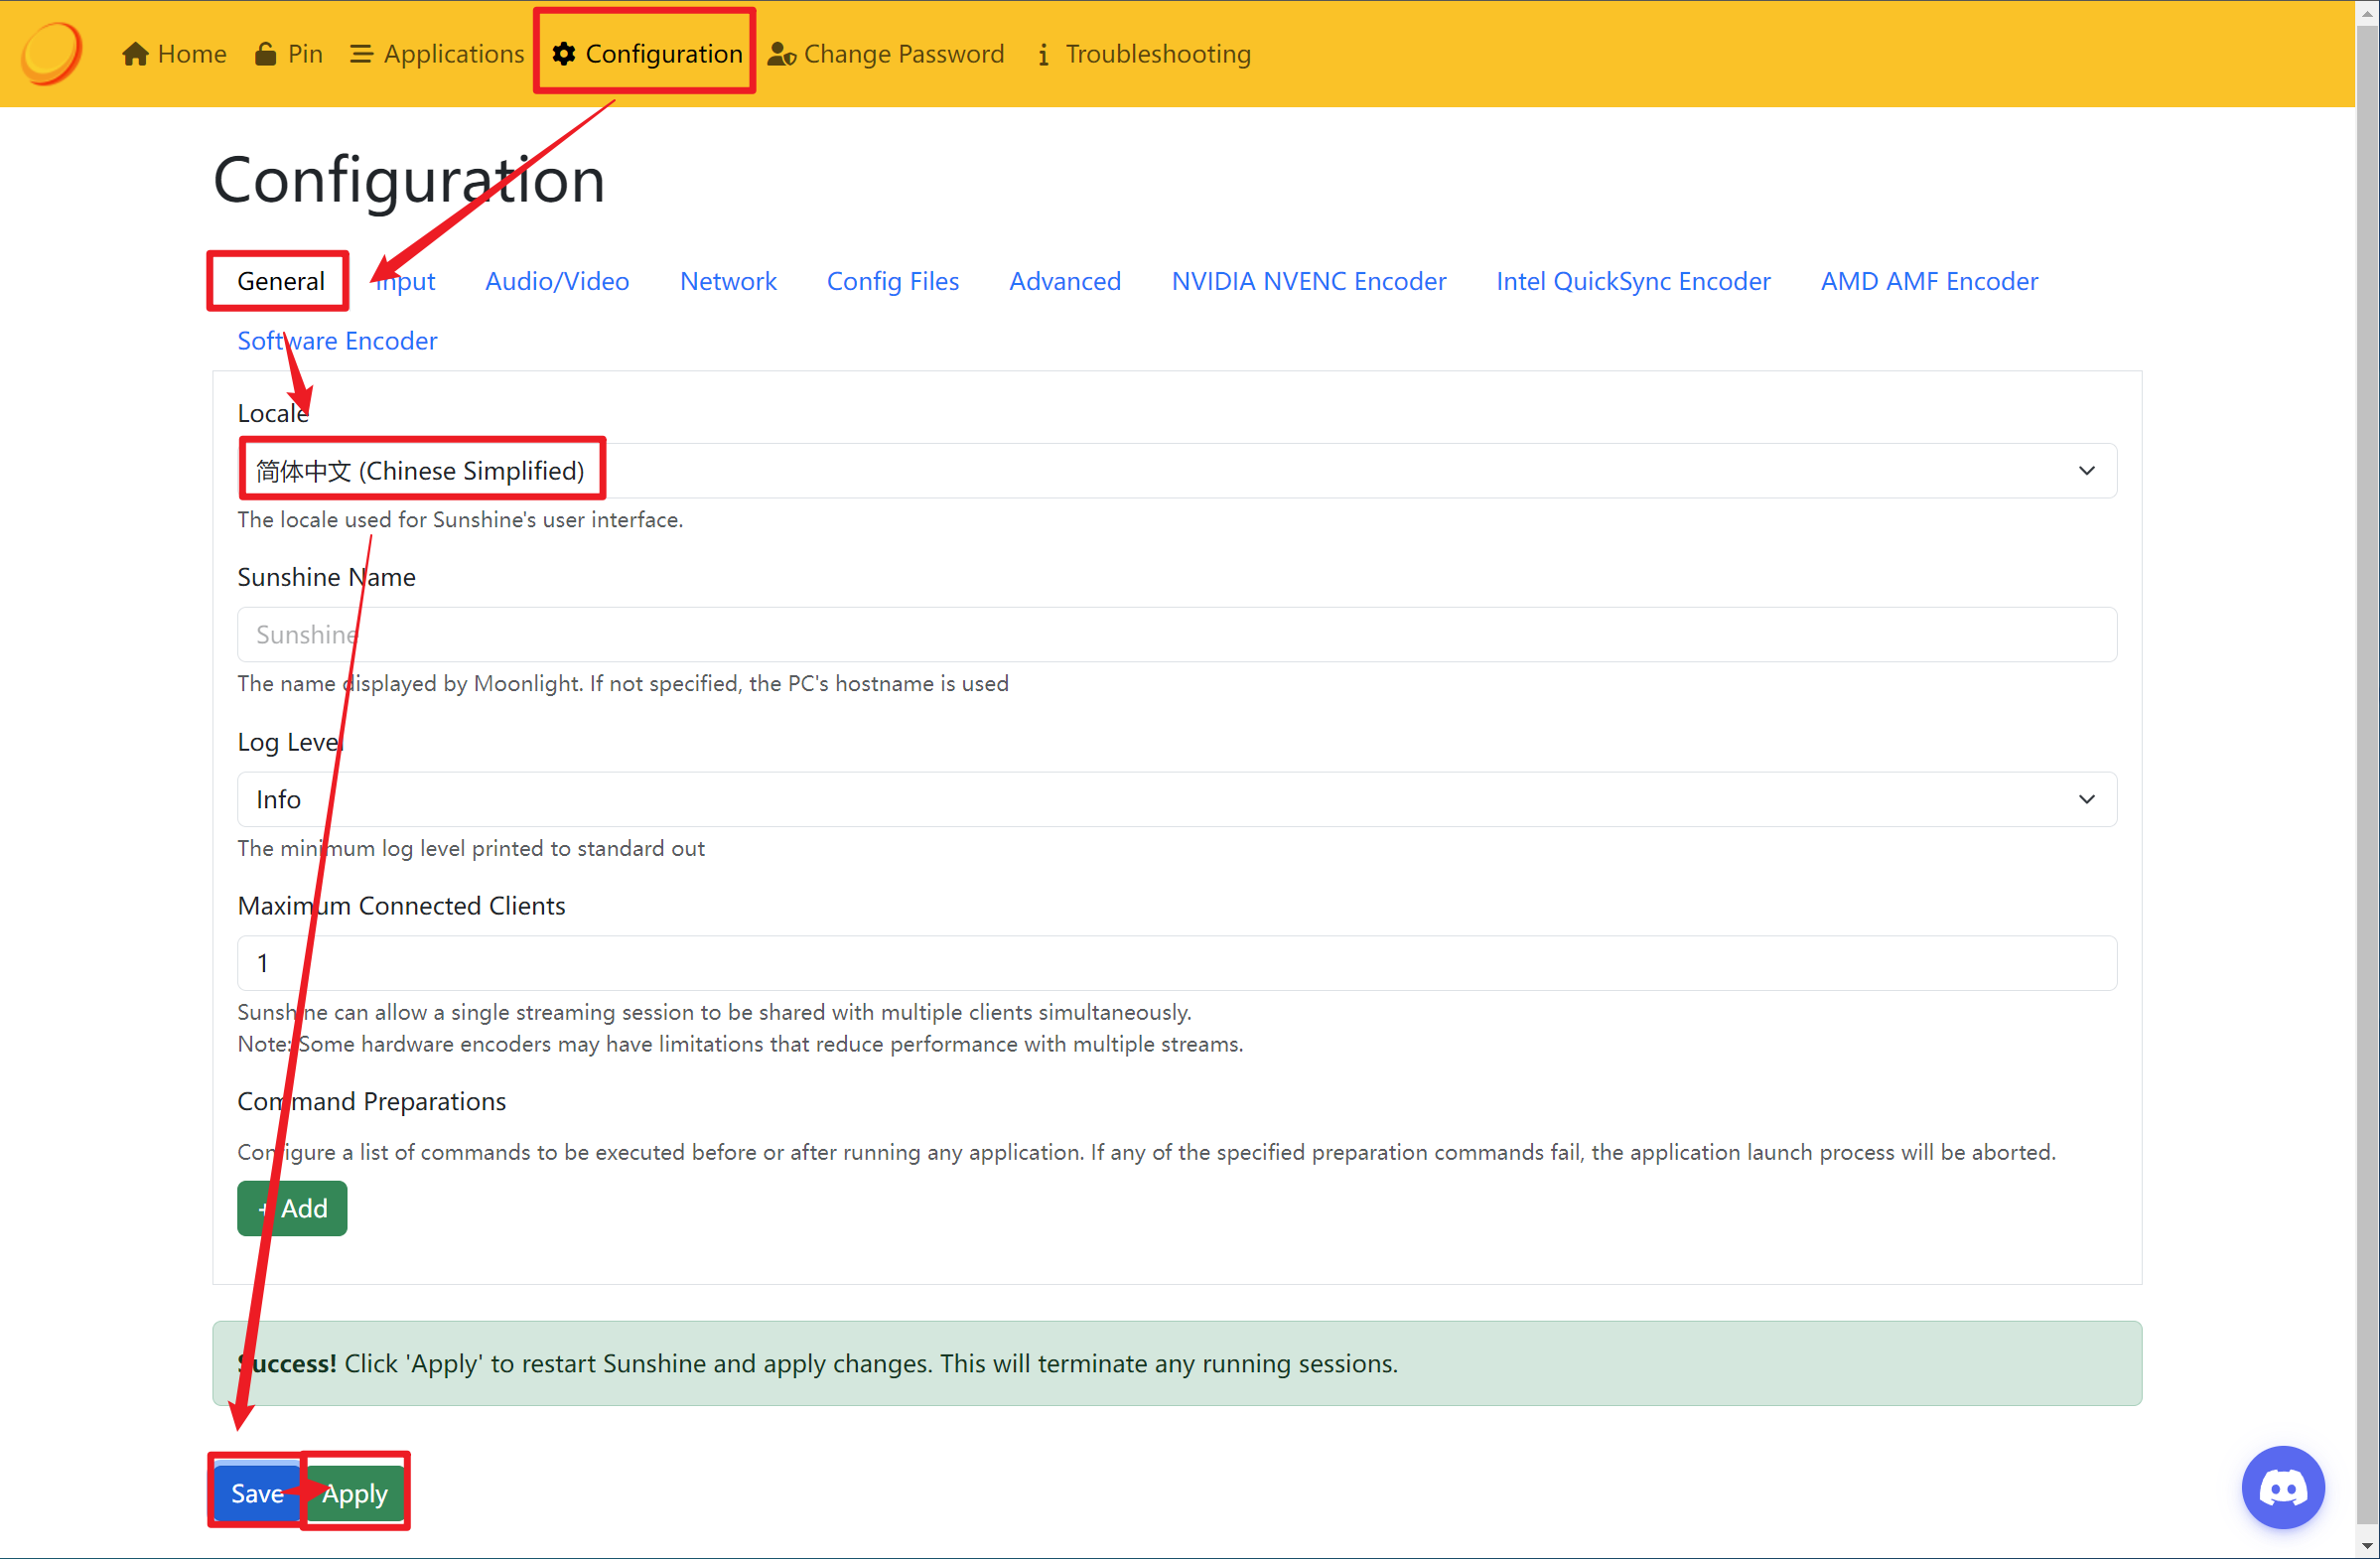 Home Pin Applications Configuration Change Password Troubleshooting
Configuration
General Input Audio/Video Network Config Files Advanced NVIDIA NVENC Encoder Intel QuickSync Encoder AMD AMF Encoder
Software Encoder
Locale
简体中文 (Chinese Simplified)
The locale used for Sunshine's user interface.
Sunshine Name
Sunshine
The name displayed by Moonlight. If not specified, the PC's hostname is used
Log Level
Info
The minimum log level printed to standard out
Maximum Connected Clients
1
Sunshine can allow a single streaming session to be shared with multiple clients simultaneously.
Note: Some hardware encoders may have limitations that reduce performance with multiple streams.
Command Preparations
Configure a list of commands to be executed before or after running any application. If any of the specified preparation commands fail, the application launch process will be aborted.
+ Add
Success! Click 'Apply' to restart Sunshine and apply changes. This will terminate any running sessions.
Save Apply